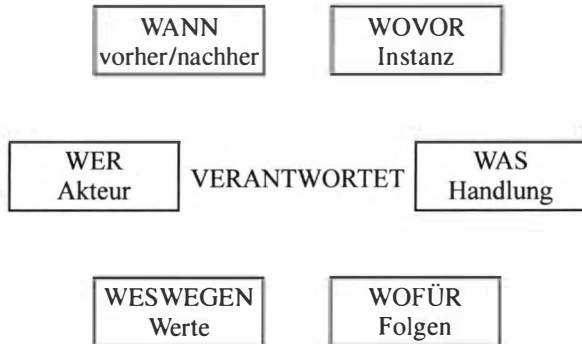 WANN
vorher/nachher
WOVOR
Instanz
WER
Akteur
VERANTWORTET
WAS
Handlung
WESWEGEN
Werte
WOFÜR
Folgen